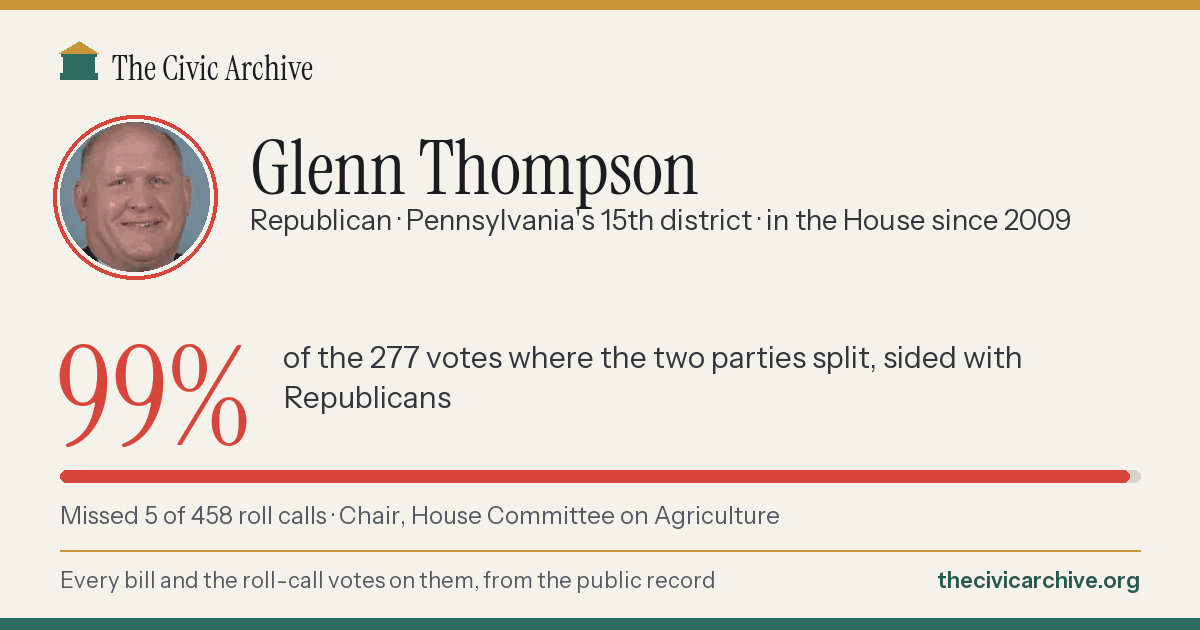 The Civic Archive
Glenn Thompson
Republican · Pennsylvania's 15th district · in the House since 2009
99%
of the 277 votes where the two parties split, sided with
Republicans
Missed 5 of 458 roll calls · Chair, House Committee on Agriculture
Every bill and the roll-call votes on them, from the public record
thecivicarchive.org